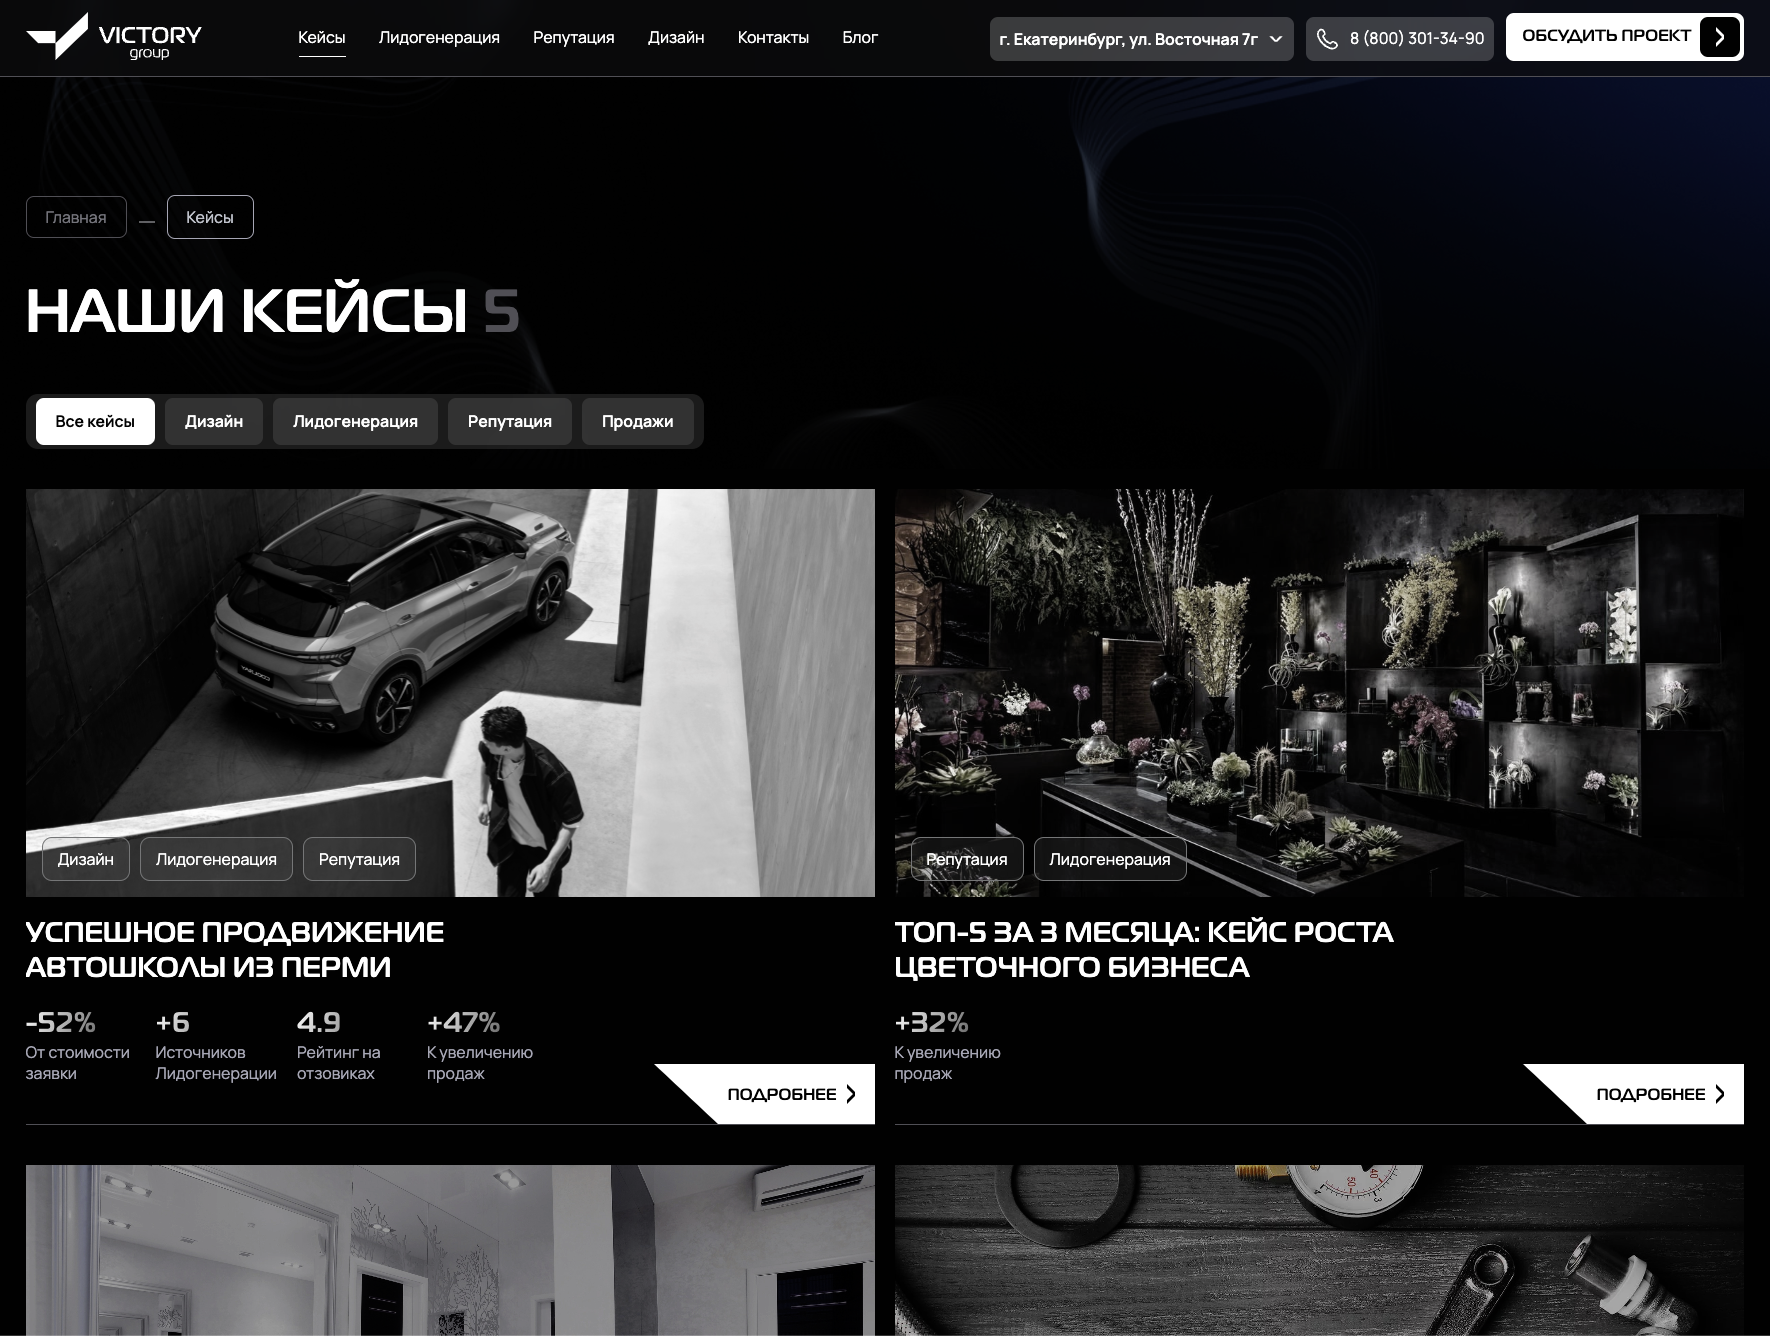 VICTORY
group
Кейсы
Лидогенерация
Репутация
Дизайн
Контакты
Блог
г. Екатеринбург, ул. Восточная 7г
8 (800) 301-34-90
ОБСУДИТЬ ПРОЕКТ
Главная
Кейсы
НАШИ КЕЙСЫ 5
Все кейсы
Дизайн
Лидогенерация
Репутация
Продажи
Дизайн
Лидогенерация
Репутация
УСПЕШНОЕ ПРОДВИЖЕНИЕ
АВТОШКОЛЫ ИЗ ПЕРМИ
-52%
От стоимости
заявки
+6
Источников
Лидогенерации
4.9
Рейтинг на
отзовиках
+47%
К увеличению
продаж
ПОДРОБНЕЕ
Репутация
Лидогенерация
ТОП-5 ЗА 3 МЕСЯЦА: КЕЙС РОСТА
ЦВЕТОЧНОГО БИЗНЕСА
+32%
К увеличению
продаж
ПОДРОБНЕЕ